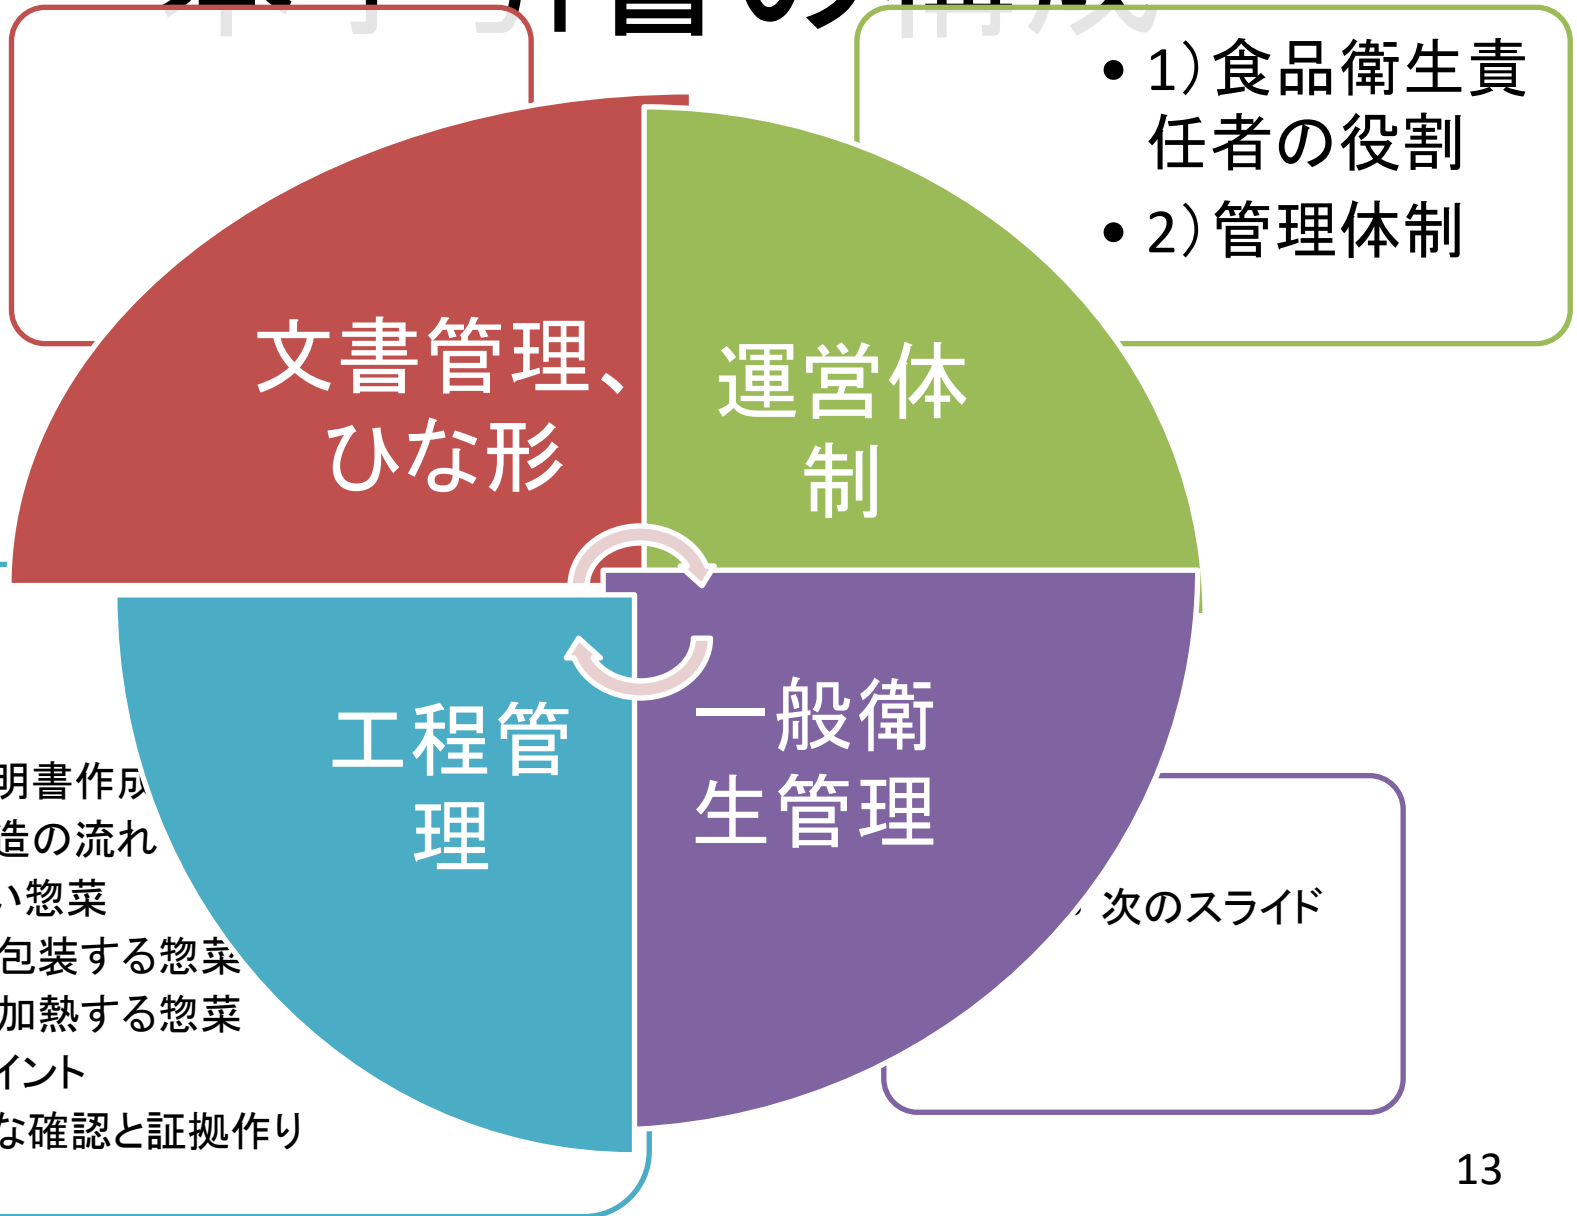 書の構成
• 1）食品衛生責
任者の役割
• 2）管理体制
文書管理、
ひな形
運営体
制
工程管
理
一般衛
生管理
明書作成
造の流れ
い惣菜
包装する惣菜
加熱する惣菜
イント
な確認と証拠作り
次のスライド
13